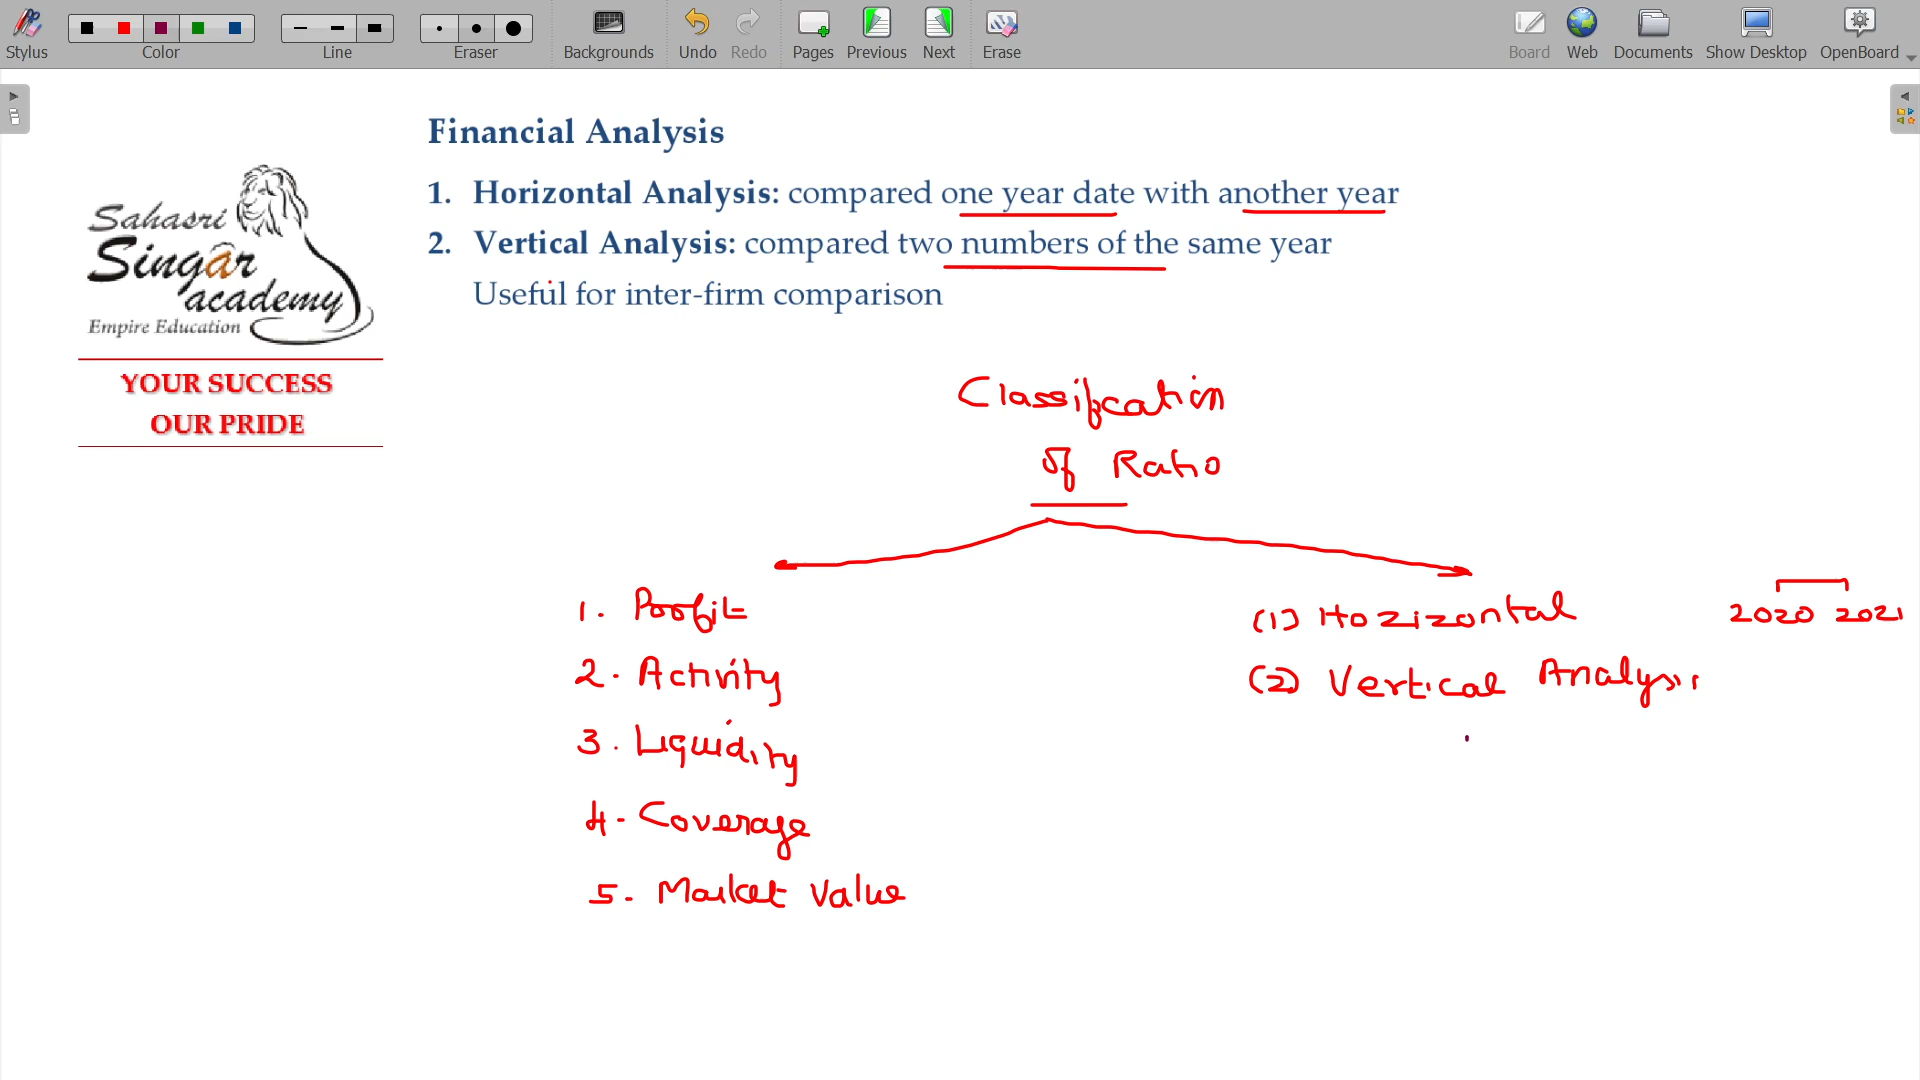 Stylus
Color
Line
Eraser
Backgrounds
Undo
Redo
Pages
Previous
Next
Erase
Board
Web
Documents
Show Desktop
OpenBoard
Financial Analysis
1. Horizontal Analysis: compared one year date with another year
2. Vertical Analysis: compared two numbers of the same year
Useful for inter-firm comparison
Sahasri
Singar
academy
Empire Education
YOUR SUCCESS
OUR PRIDE
Classification
of Ratio
1. Profit
2. Activity
3. Liquidity
4. Coverage
5. Market Value
(1) Horizontal 2020 2021
(2) Vertical Analysis